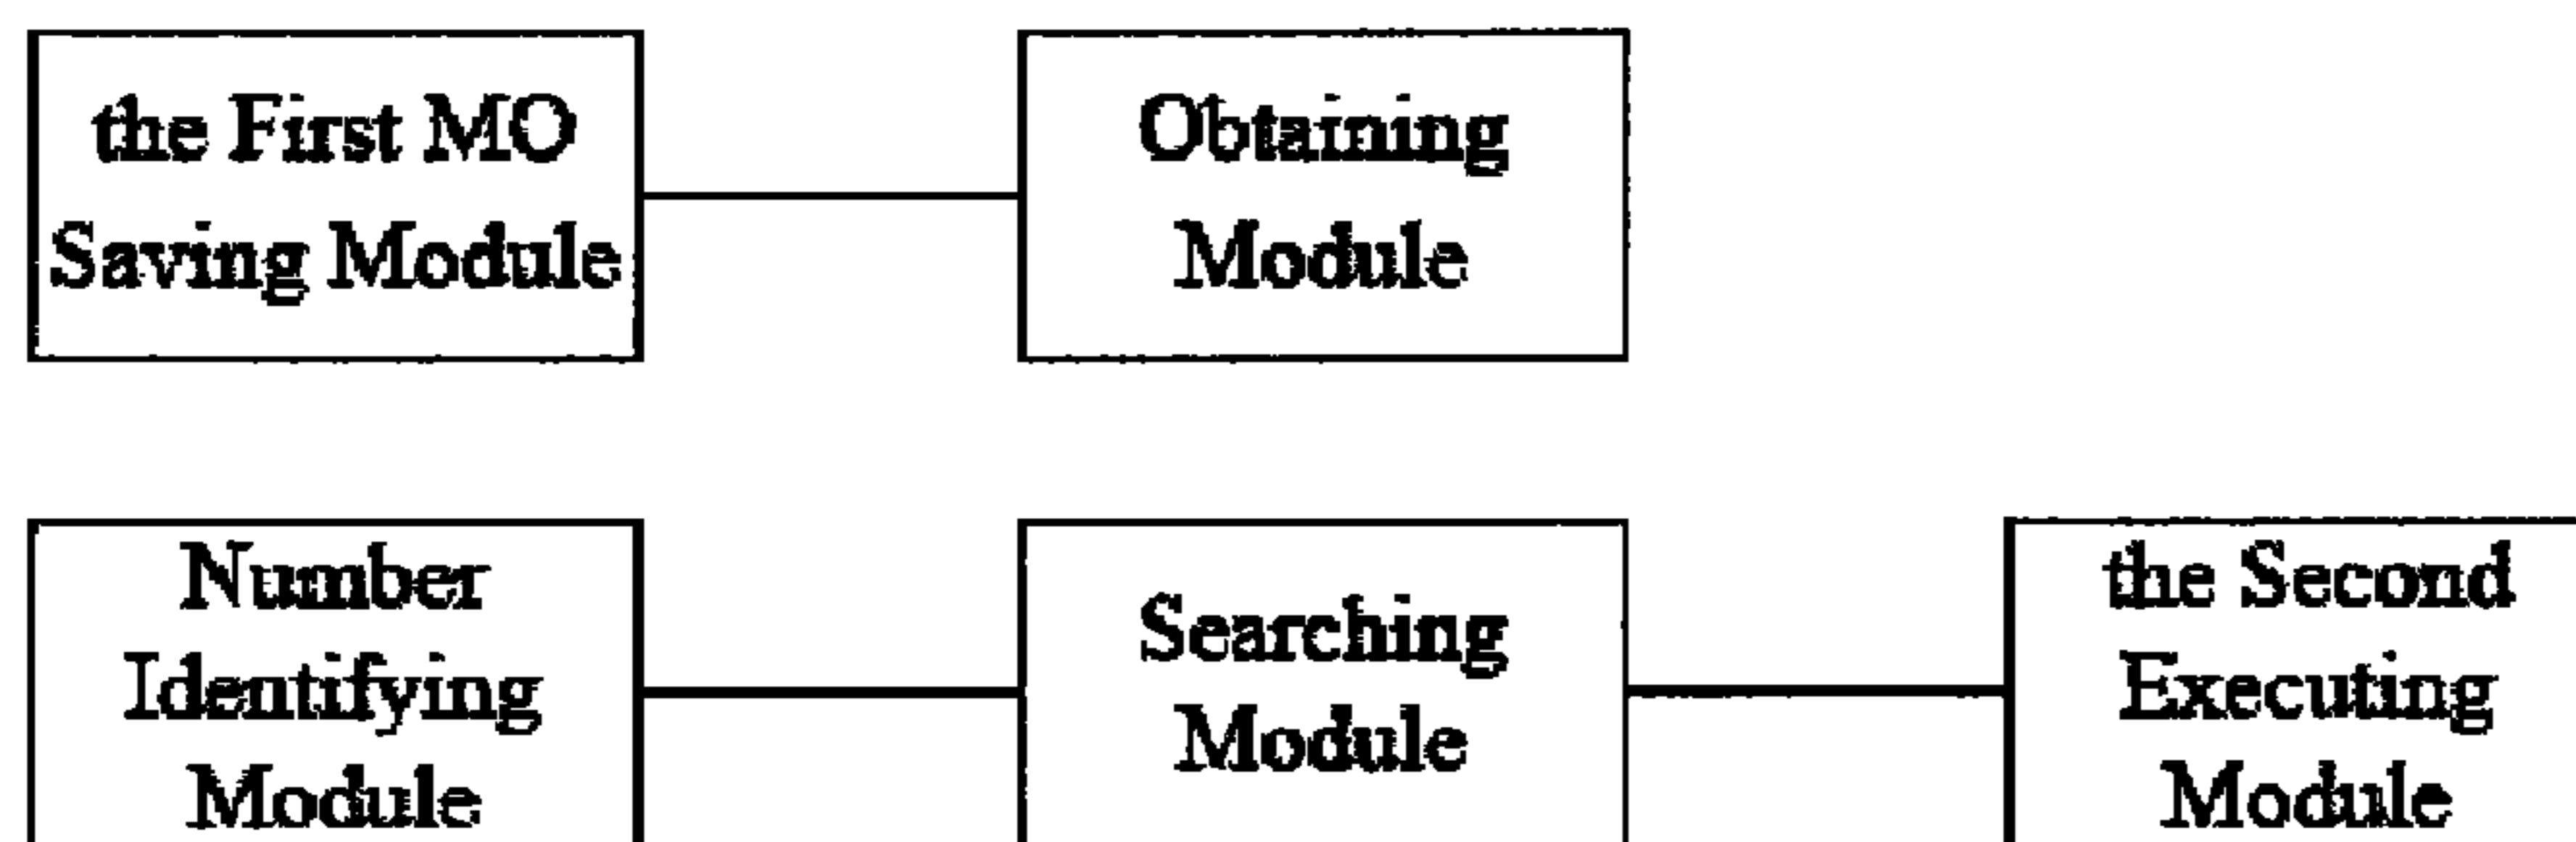 the First MO
Saving Module
Obtaining
Module
Number
Identifying
Module
Searching
Module
the Second
Executing
Module